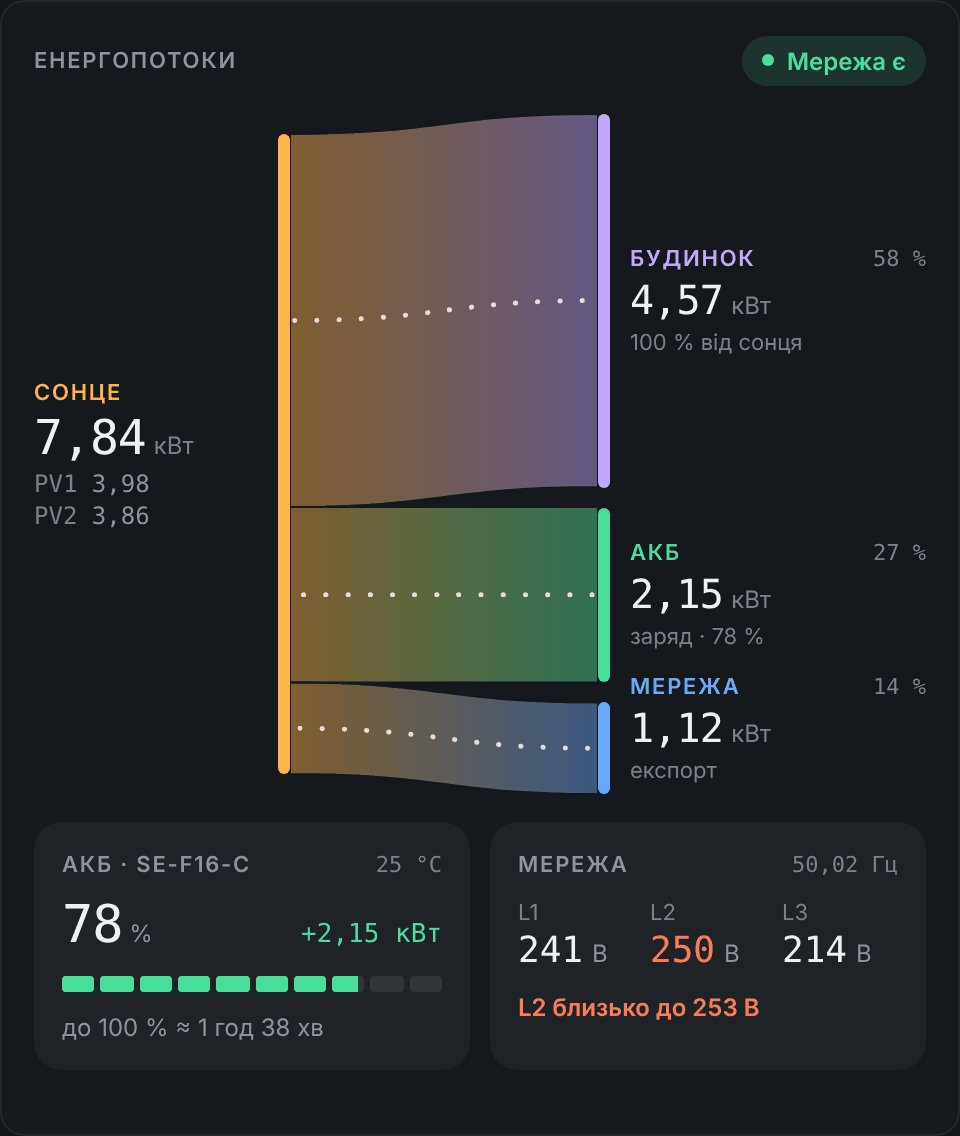 ЕНЕРГОПОТОКИ
Мережа є
СОНЦЕ
7,84 кВт
PV1 3,98
PV2 3,86
БУДИНОК 58 %
4,57 кВт
100 % від сонця
АКБ 27 %
2,15 кВт
заряд · 78 %
МЕРЕЖА 14 %
1,12 кВт
експорт
АКБ · SE-F16-C 25 °C
78 % +2,15 кВт
до 100 % ≈ 1 год 38 хв
МЕРЕЖА 50,02 Гц
L1 L2 L3
241 В 250 В 214 В
L2 близько до 253 В